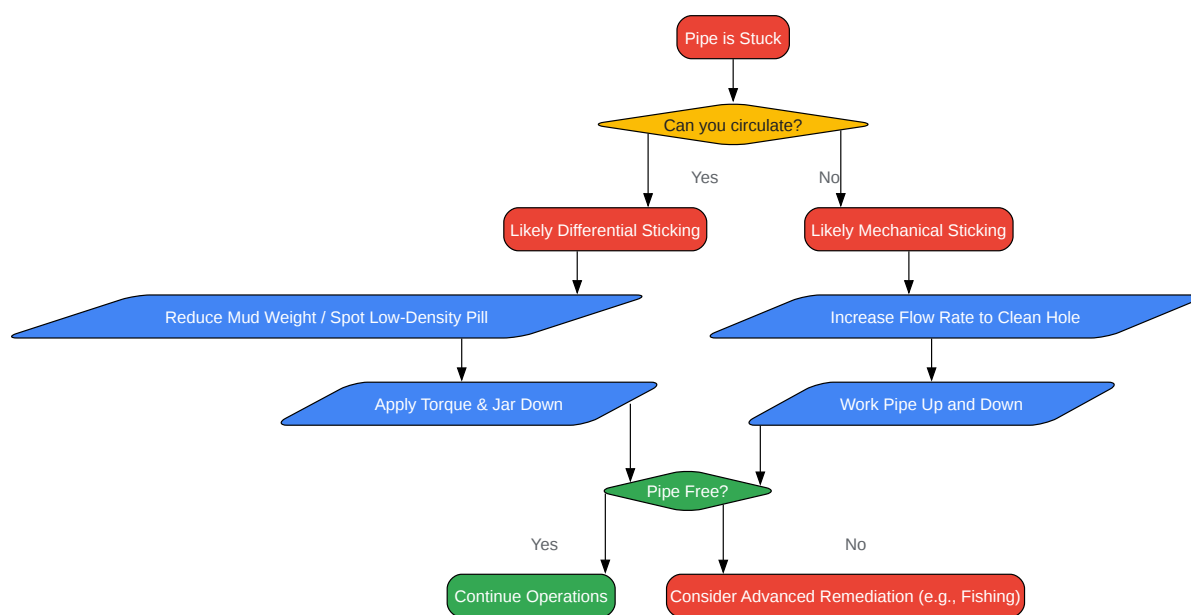 Pipe is Stuck
Can you circulate?
Yes
No
Likely Differential Sticking
Likely Mechanical Sticking
Reduce Mud Weight / Spot Low-Density Pill
Increase Flow Rate to Clean Hole
Apply Torque & Jar Down
Work Pipe Up and Down
Pipe Free?
Yes
No
Continue Operations
Consider Advanced Remediation (e.g., Fishing)